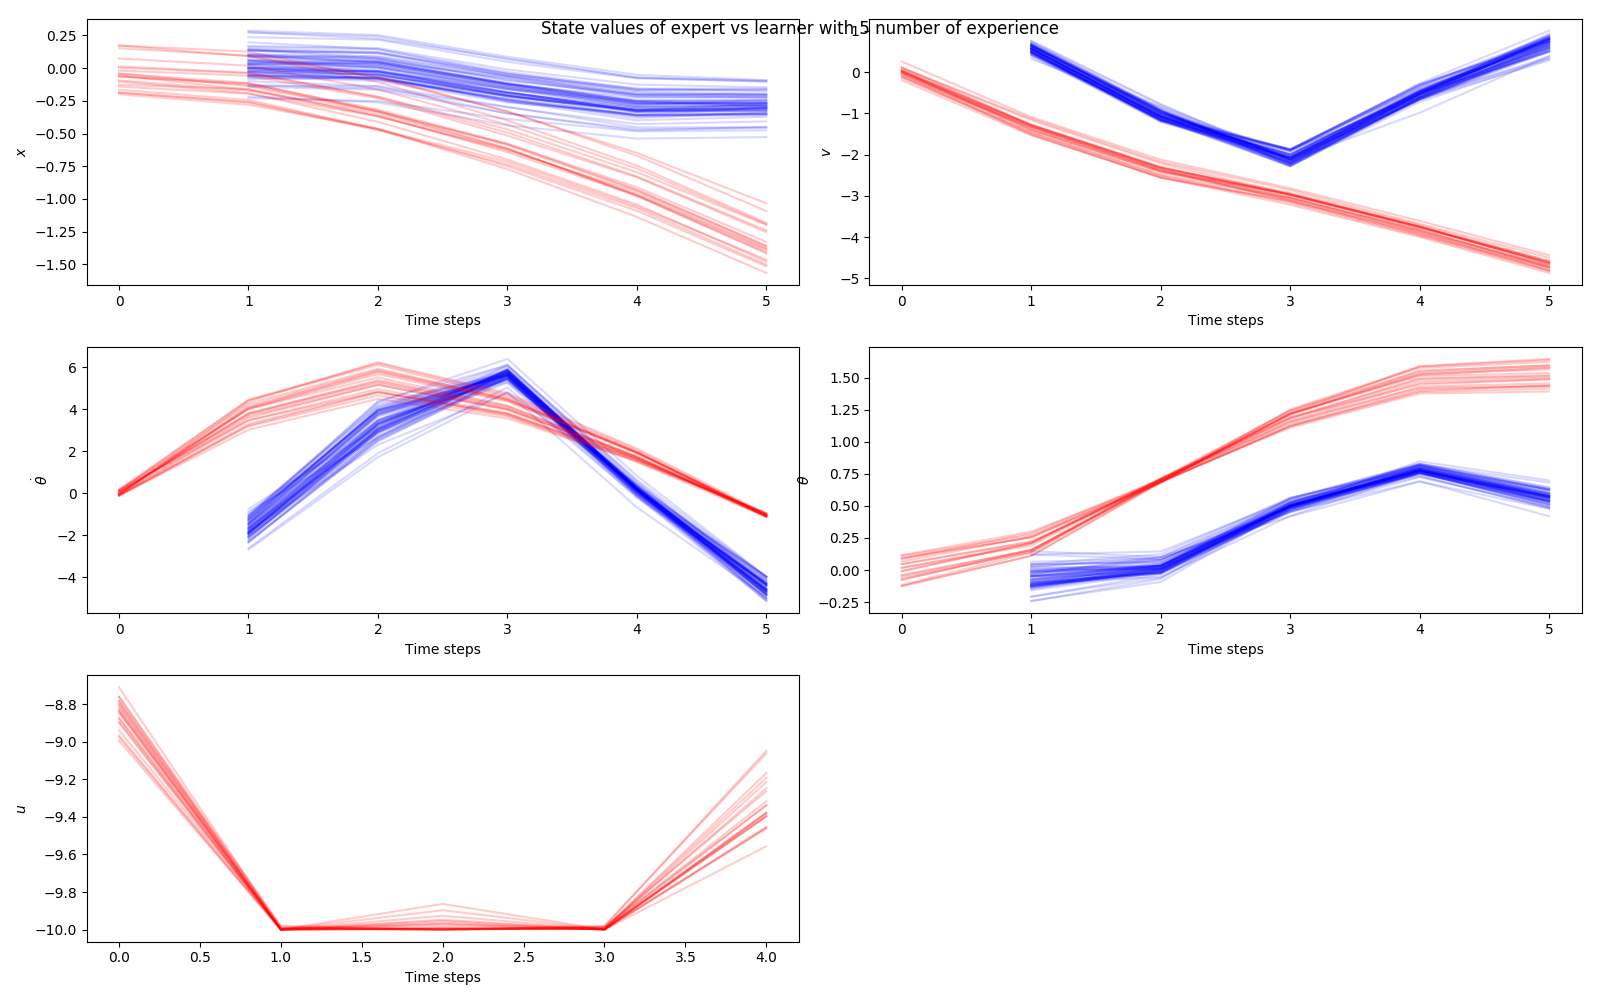 State values of expert vs learner with 5 number of experience
0.25
0.00
−0.25
−0.50
−0.75
−1.00
−1.25
−1.50
x
0 1 2 3 4 5
Time steps
1
0
−1
−2
−3
−4
−5
v
0 1 2 3 4 5
Time steps
6
4
2
0
−2
−4
θ̇
0 1 2 3 4 5
Time steps
1.50
1.25
1.00
0.75
0.50
0.25
0.00
−0.25
θ
0 1 2 3 4 5
Time steps
−8.8
−9.0
−9.2
−9.4
−9.6
−9.8
−10.0
u
0.0 0.5 1.0 1.5 2.0 2.5 3.0 3.5 4.0
Time steps